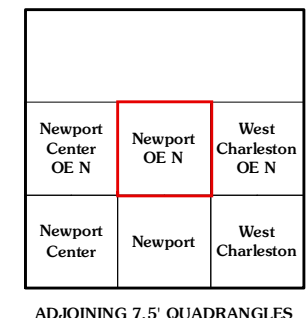 Newport
Center
OE N
Newport
OE N
West
Charleston
OE N
Newport
Center
Newport
West
Charleston
ADJOINING 7.5' QUADRANGLES